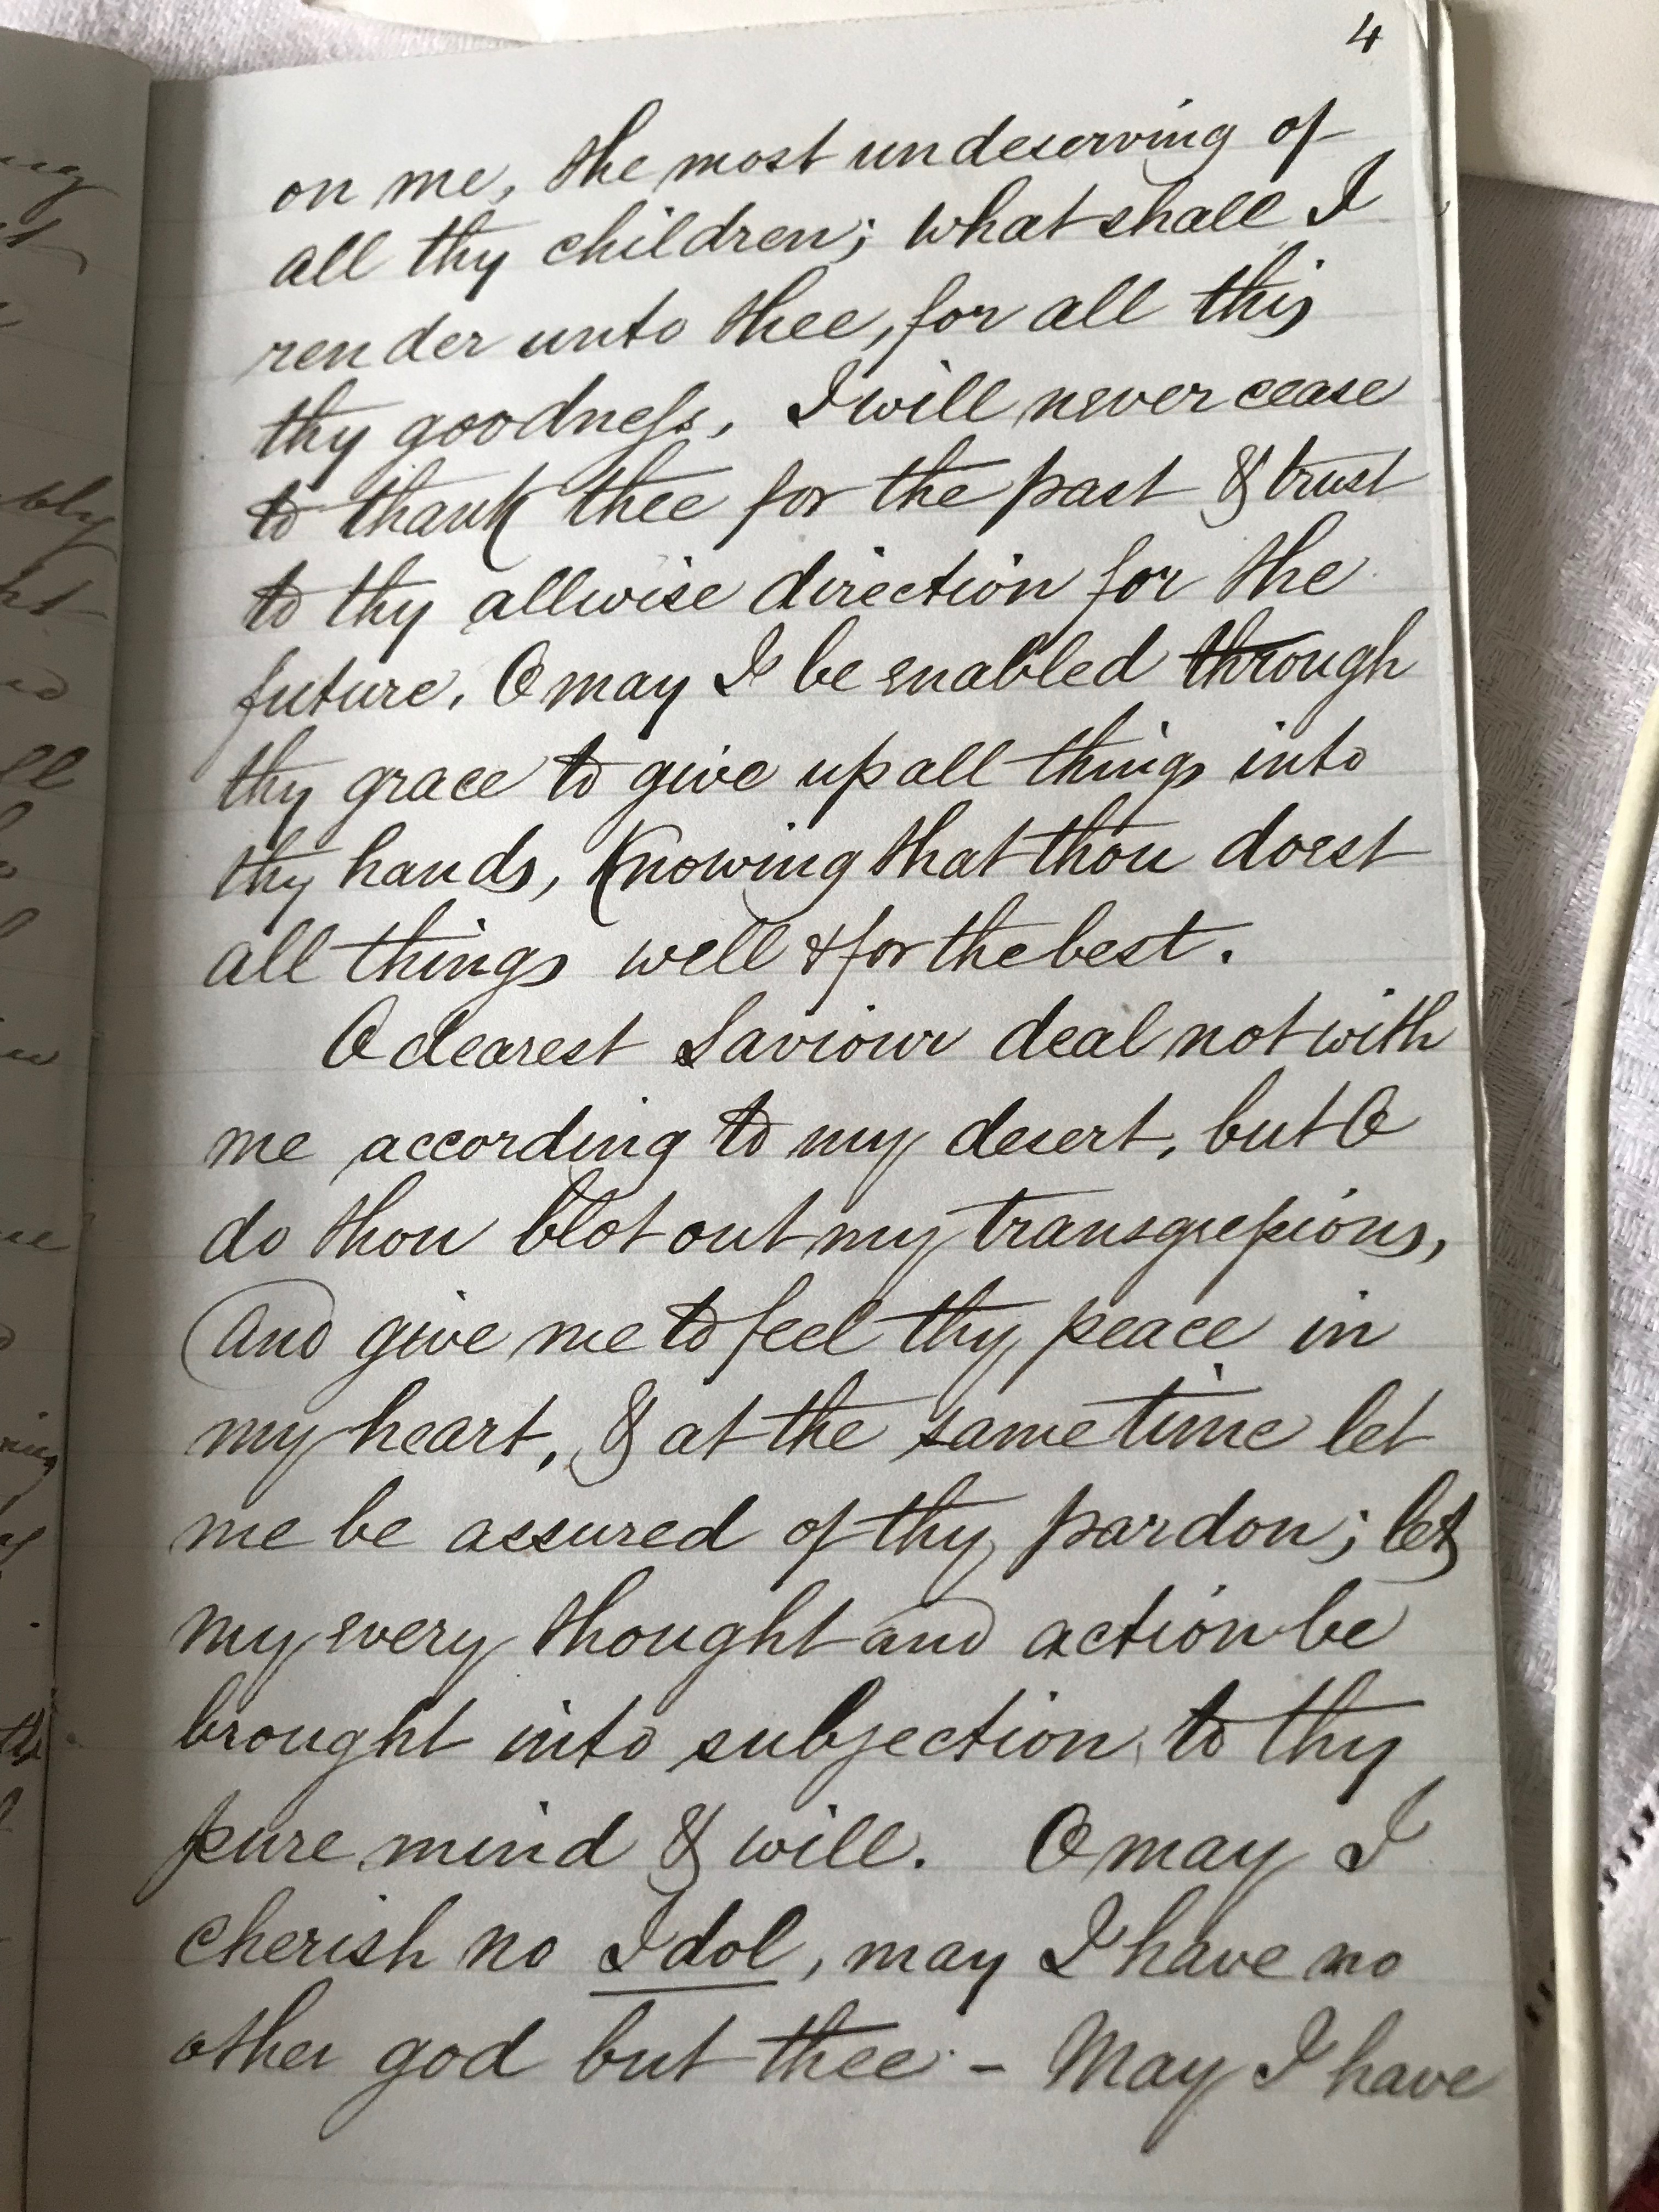 4
on me, the most undeserving of
all thy children; what shall I
render unto thee, for all this
thy goodness, I will never cease
to thank thee for the past & trust
to thy allwise direction for the
future. O may I be enabled through
thy grace to give up all things into
thy hands, Knowing that thou doest
all things well & for the best.
O dearest Saviour deal not with
me according to my desert, but O
do thou blot out my transgressions,
And give me to feel thy peace in
my heart, & at the same time let
me be assured of thy pardon; let
my every thought and action be
brought into subjection to thy
pure mind & will. O may I
cherish no Idol, may I have no
other god but thee - May I have